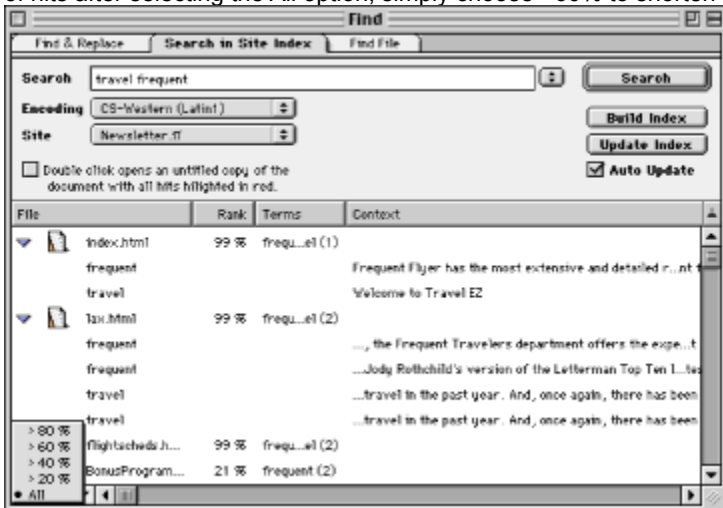 Find
Find & Replace Search in Site Index Find File
Search travel frequent Search
Encoding CS-Western (Latin1)
Site Newsletter.π Build Index
Update Index
Double click opens an untitled copy of the Auto Update
document with all hits hilighted in red.
File Rank Terms Context
index.html 99 % frequ...el (1)
frequent Frequent Flyer has the most extensive and detailed r...nt
travel Welcome to Travel EZ
lax.html 99 % frequ...el (2)
frequent ..., the Frequent Travelers department offers the expe...t
frequent ...Jody Rothchild's version of the Letterman Top Ten l...tes
travel ...travel in the past year. And, once again, there has been
travel ...travel in the past year. And, once again, there has been
> 80 %
> 60 % flightscheds.h... 99 % frequ...el (2)
> 40 %
> 20 % BonusProgram... 21 % frequent (2)
• All